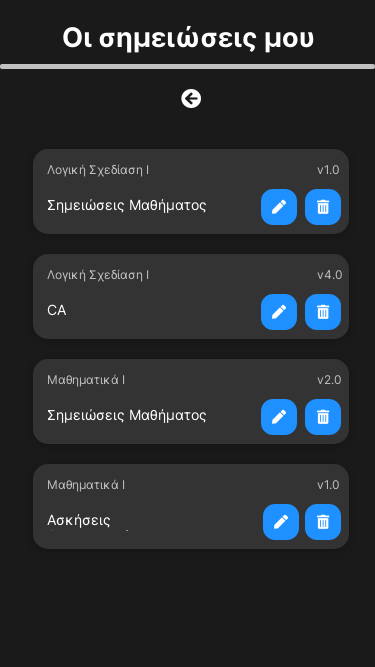 Οι σημειώσεις μου
Λογική Σχεδίαση Ι v1.0
Σημειώσεις Μαθήματος
Λογική Σχεδίαση Ι v4.0
CA
Μαθηματικά Ι v2.0
Σημειώσεις Μαθήματος
Μαθηματικά Ι v1.0
Ασκήσεις